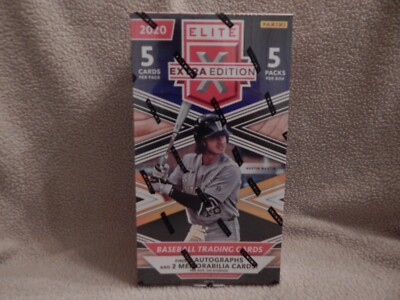 2020
ELITE
PANINI
5
CARDS
PER PACK
X
EXTRA EDITION
5
PACKS
PER BOX
BASEBALL TRADING CARDS
AUTOGRAPHS
AND 2 MEMORABILIA CARDS